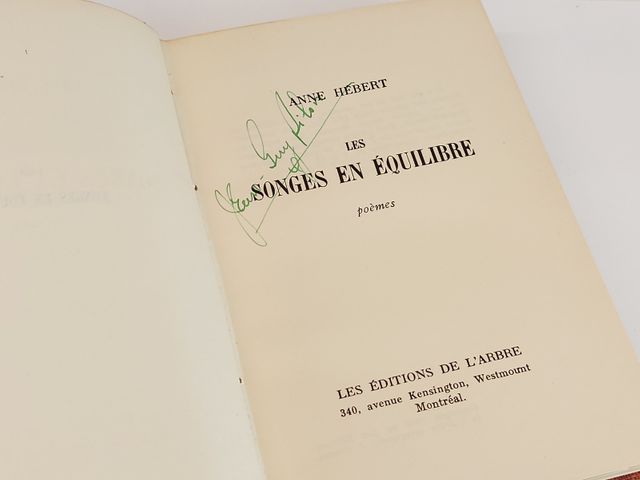 ANNE HÉBERT
LES
SONGES EN ÉQUILIBRE
poèmes
LES ÉDITIONS DE L'ARBRE
340, avenue Kensington, Westmount
Montréal.